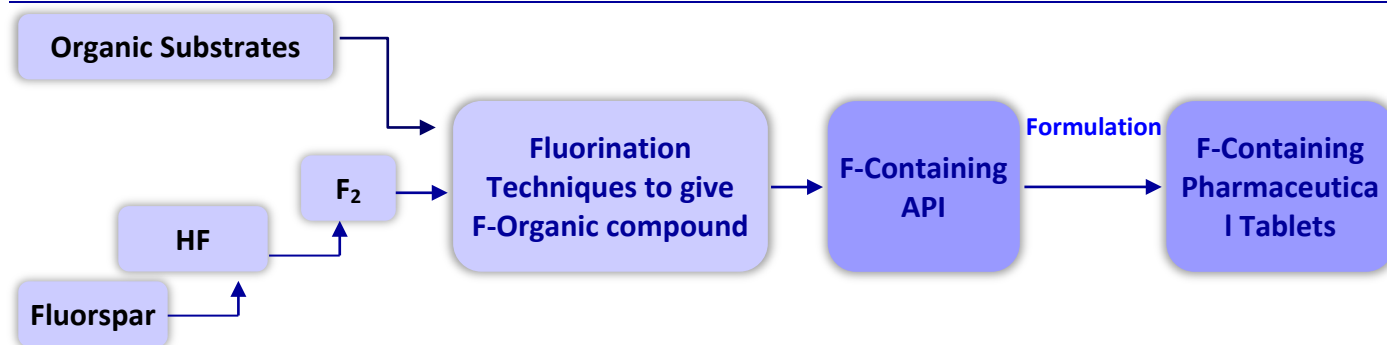 Organic Substrates
Fluorspar
HF
F₂
Fluorination
Techniques to give
F-Organic compound
F-Containing
API
Formulation
F-Containing
Pharmaceutica
l Tablets